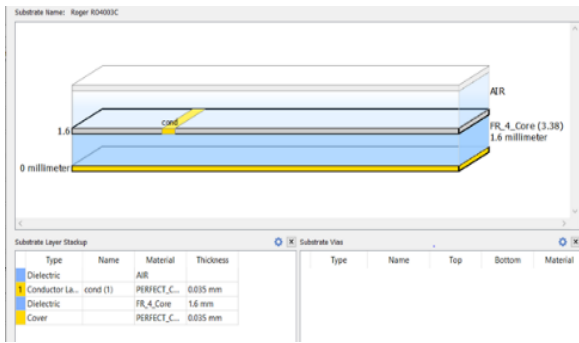 Substrate Name: Roger RO4003C
AIR
cond
1.6
FR_4_Core (3.38)
1.6 millimeter
0 millimeter
Substrate Layer Stackup
Type Name Material Thickness
Dielectric AIR
1 Conductor La... cond (1) PERFECT_C... 0.035 mm
Dielectric FR_4_Core 1.6 mm
Cover PERFECT_C... 0.035 mm
Substrate Vias
Type Name Top Bottom Material